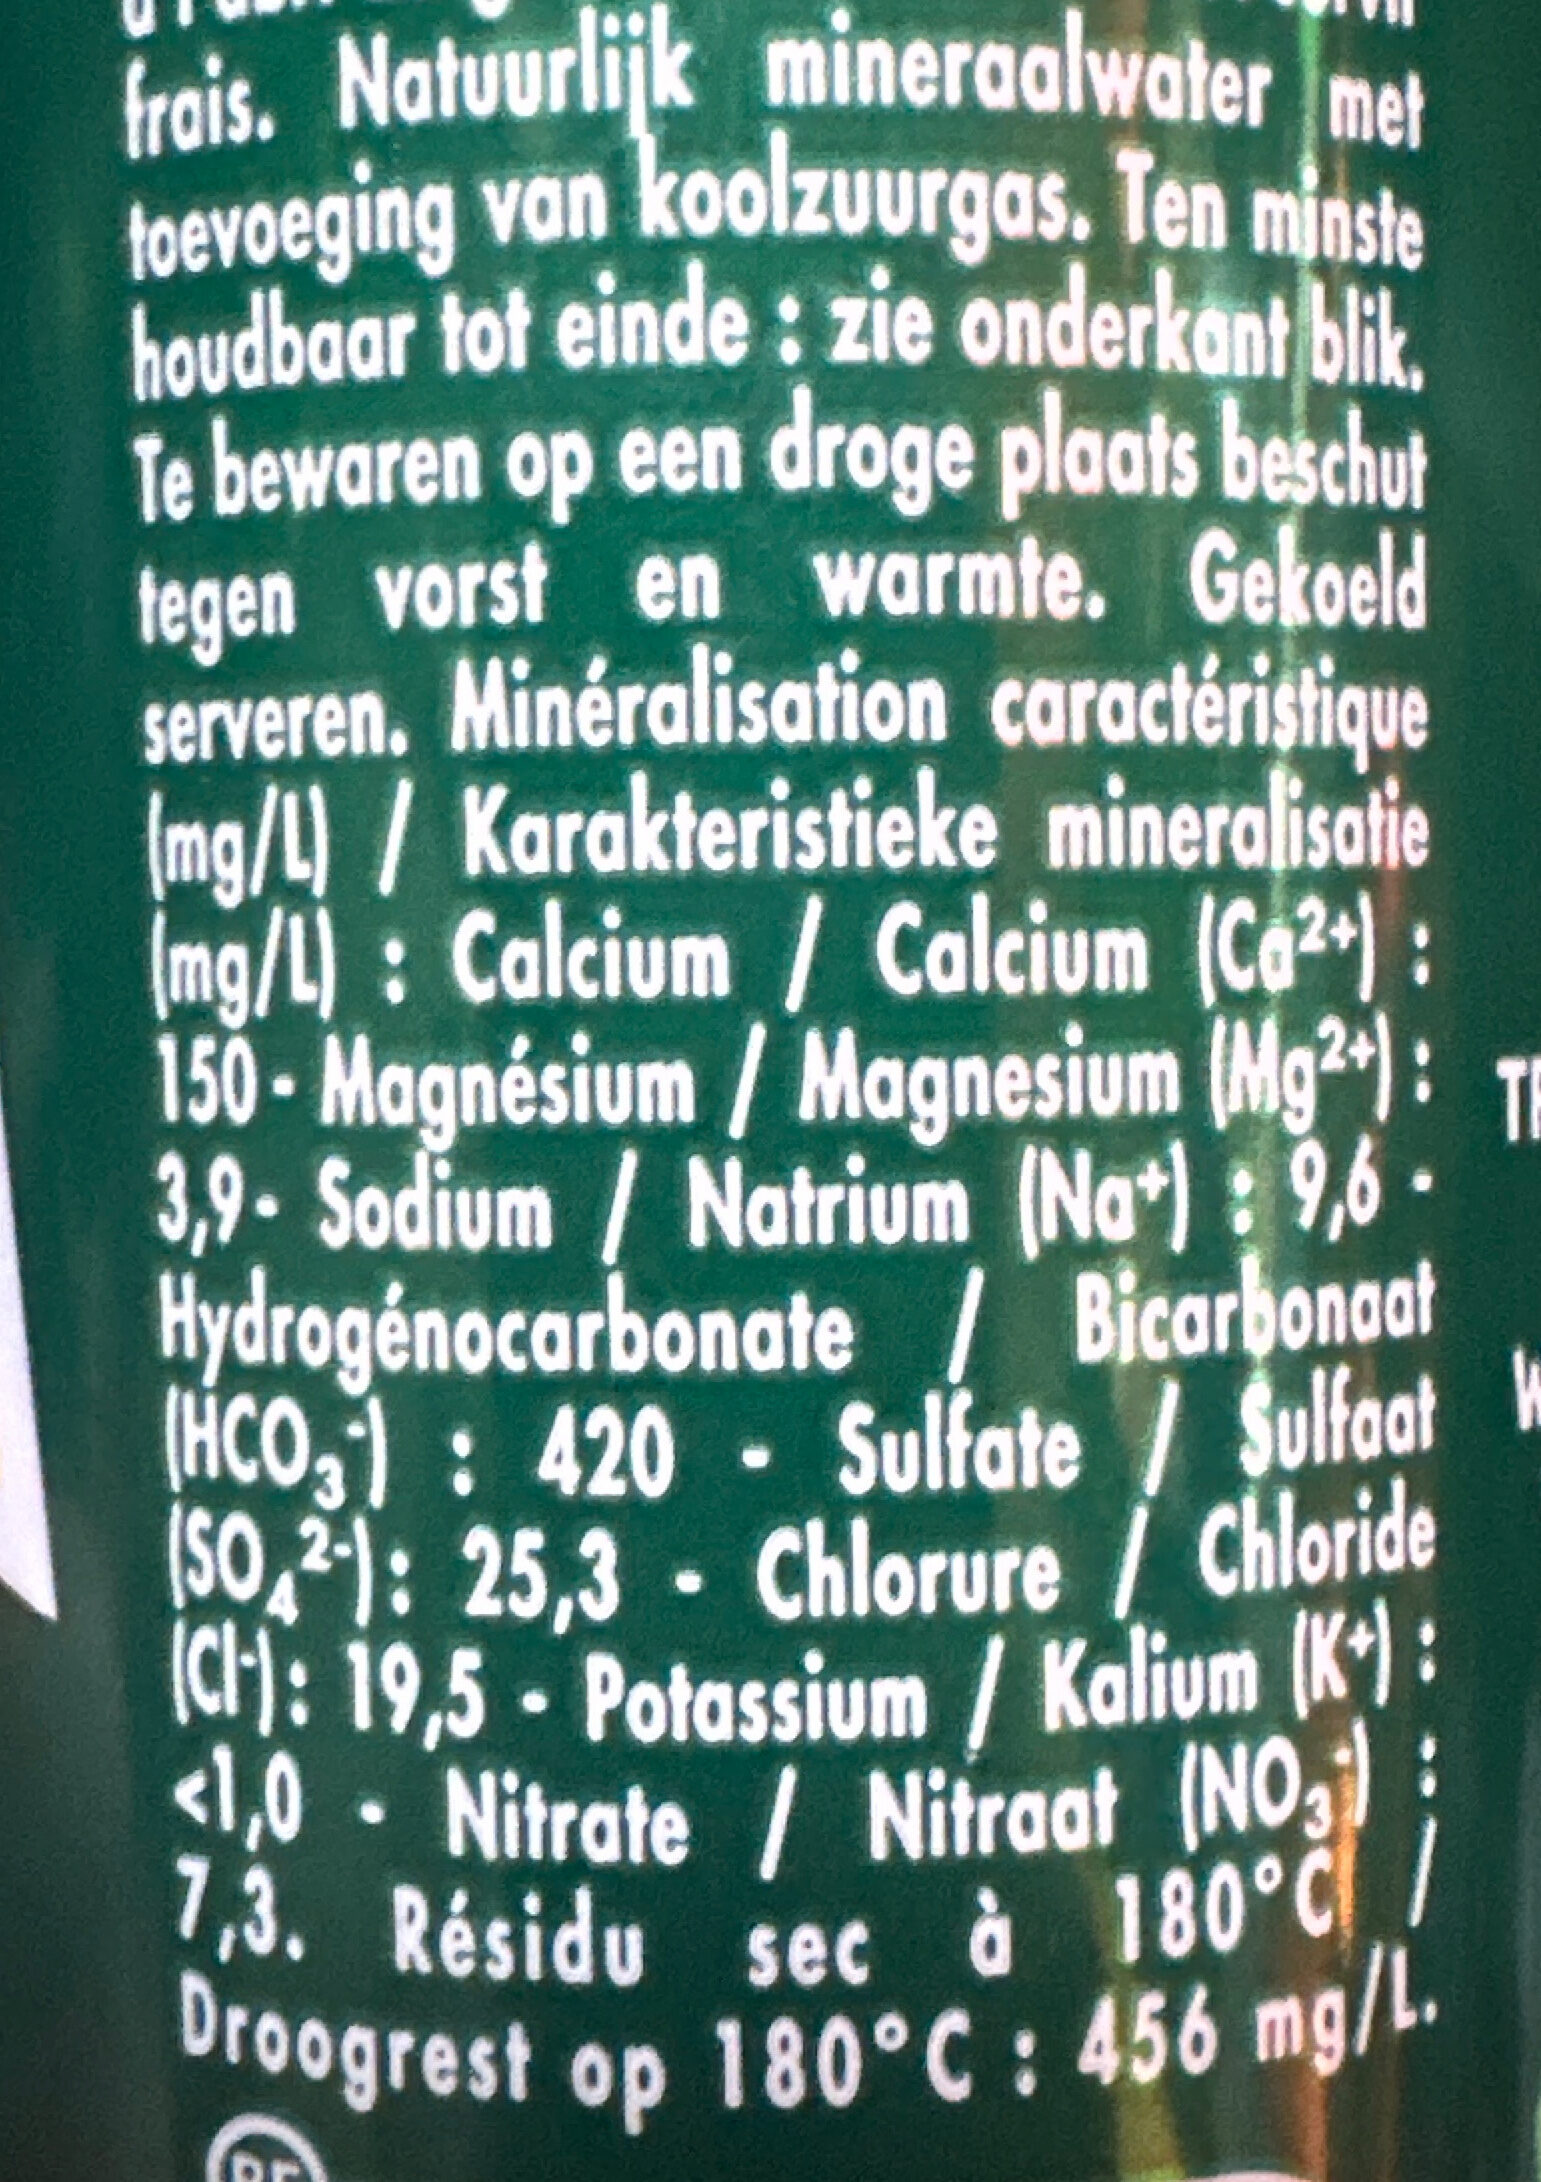 frais. Natuurlijk mineraalwater met
toevoeging van koolzuurgas. Ten minste
houdbaar tot einde : zie onderkant blik.
Te bewaren op een droge plaats beschut
tegen vorst en warmte. Gekoeld
serveren. Minéralisation caractéristique
(mg/L) / Karakteristieke mineralisatie
(mg/L) : Calcium / Calcium (Ca²⁺) :
150 - Magnésium / Magnesium (Mg²⁺) :
3,9 - Sodium / Natrium (Na⁺) : 9,6 -
Hydrogénocarbonate / Bicarbonaat
(HCO₃⁻) : 420 - Sulfate / Sulfaat
(SO₄²⁻) : 25,3 - Chlorure / Chloride
(Cl⁻) : 19,5 - Potassium / Kalium (K⁺) :
<1,0 - Nitrate / Nitraat (NO₃⁻) :
7,3. Résidu sec à 180°C /
Droogrest op 180°C : 456 mg/L.